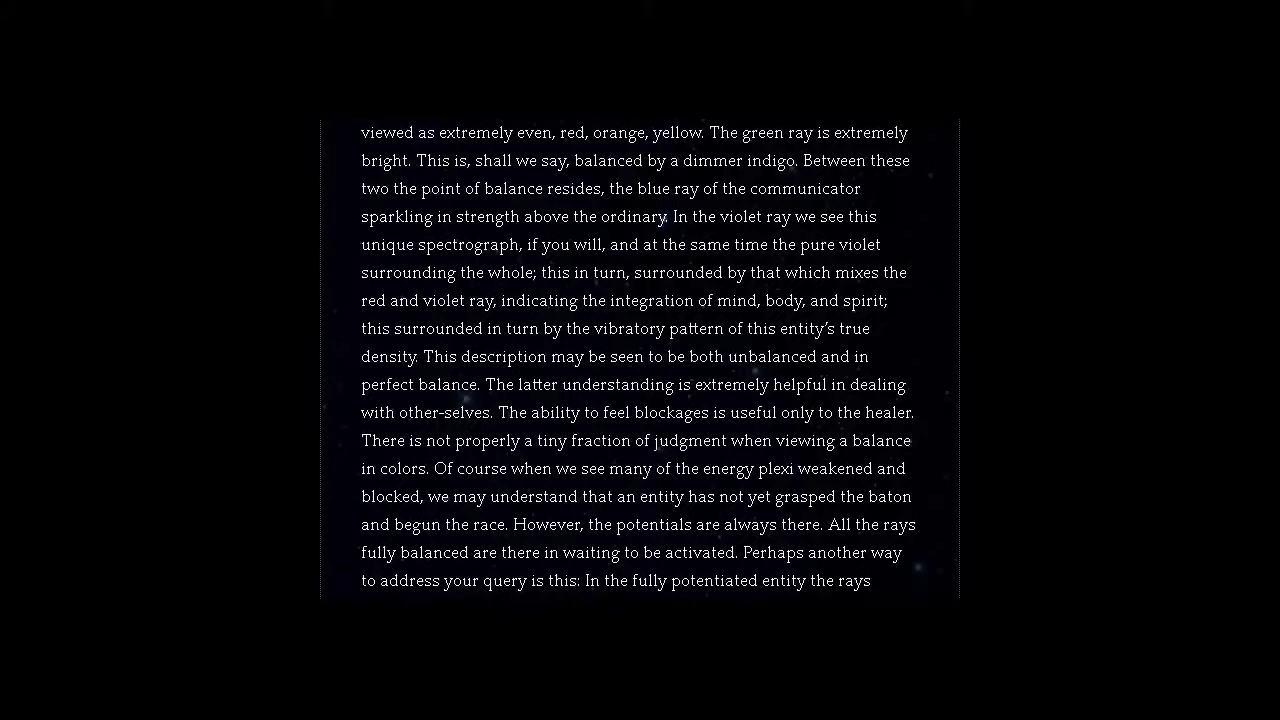 viewed as extremely even, red, orange, yellow. The green ray is extremely
bright. This is, shall we say, balanced by a dimmer indigo. Between these
two the point of balance resides, the blue ray of the communicator
sparkling in strength above the ordinary. In the violet ray we see this
unique spectrograph, if you will, and at the same time the pure violet
surrounding the whole; this in turn, surrounded by that which mixes the
red and violet ray, indicating the integration of mind, body, and spirit;
this surrounded in turn by the vibratory pattern of this entity’s true
density. This description may be seen to be both unbalanced and in
perfect balance. The latter understanding is extremely helpful in dealing
with other-selves. The ability to feel blockages is useful only to the healer.
There is not properly a tiny fraction of judgment when viewing a balance
in colors. Of course when we see many of the energy plexi weakened and
blocked, we may understand that an entity has not yet grasped the baton
and begun the race. However, the potentials are always there. All the rays
fully balanced are there in waiting to be activated. Perhaps another way
to address your query is this: In the fully potentiated entity the rays